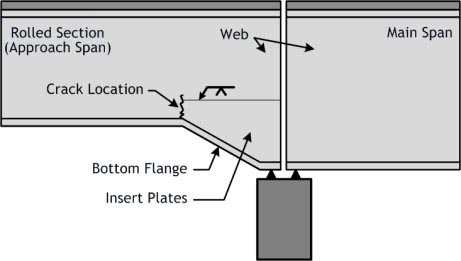 Rolled Section
(Approach Span)
Web
Main Span
Crack Location
Bottom Flange
Insert Plates